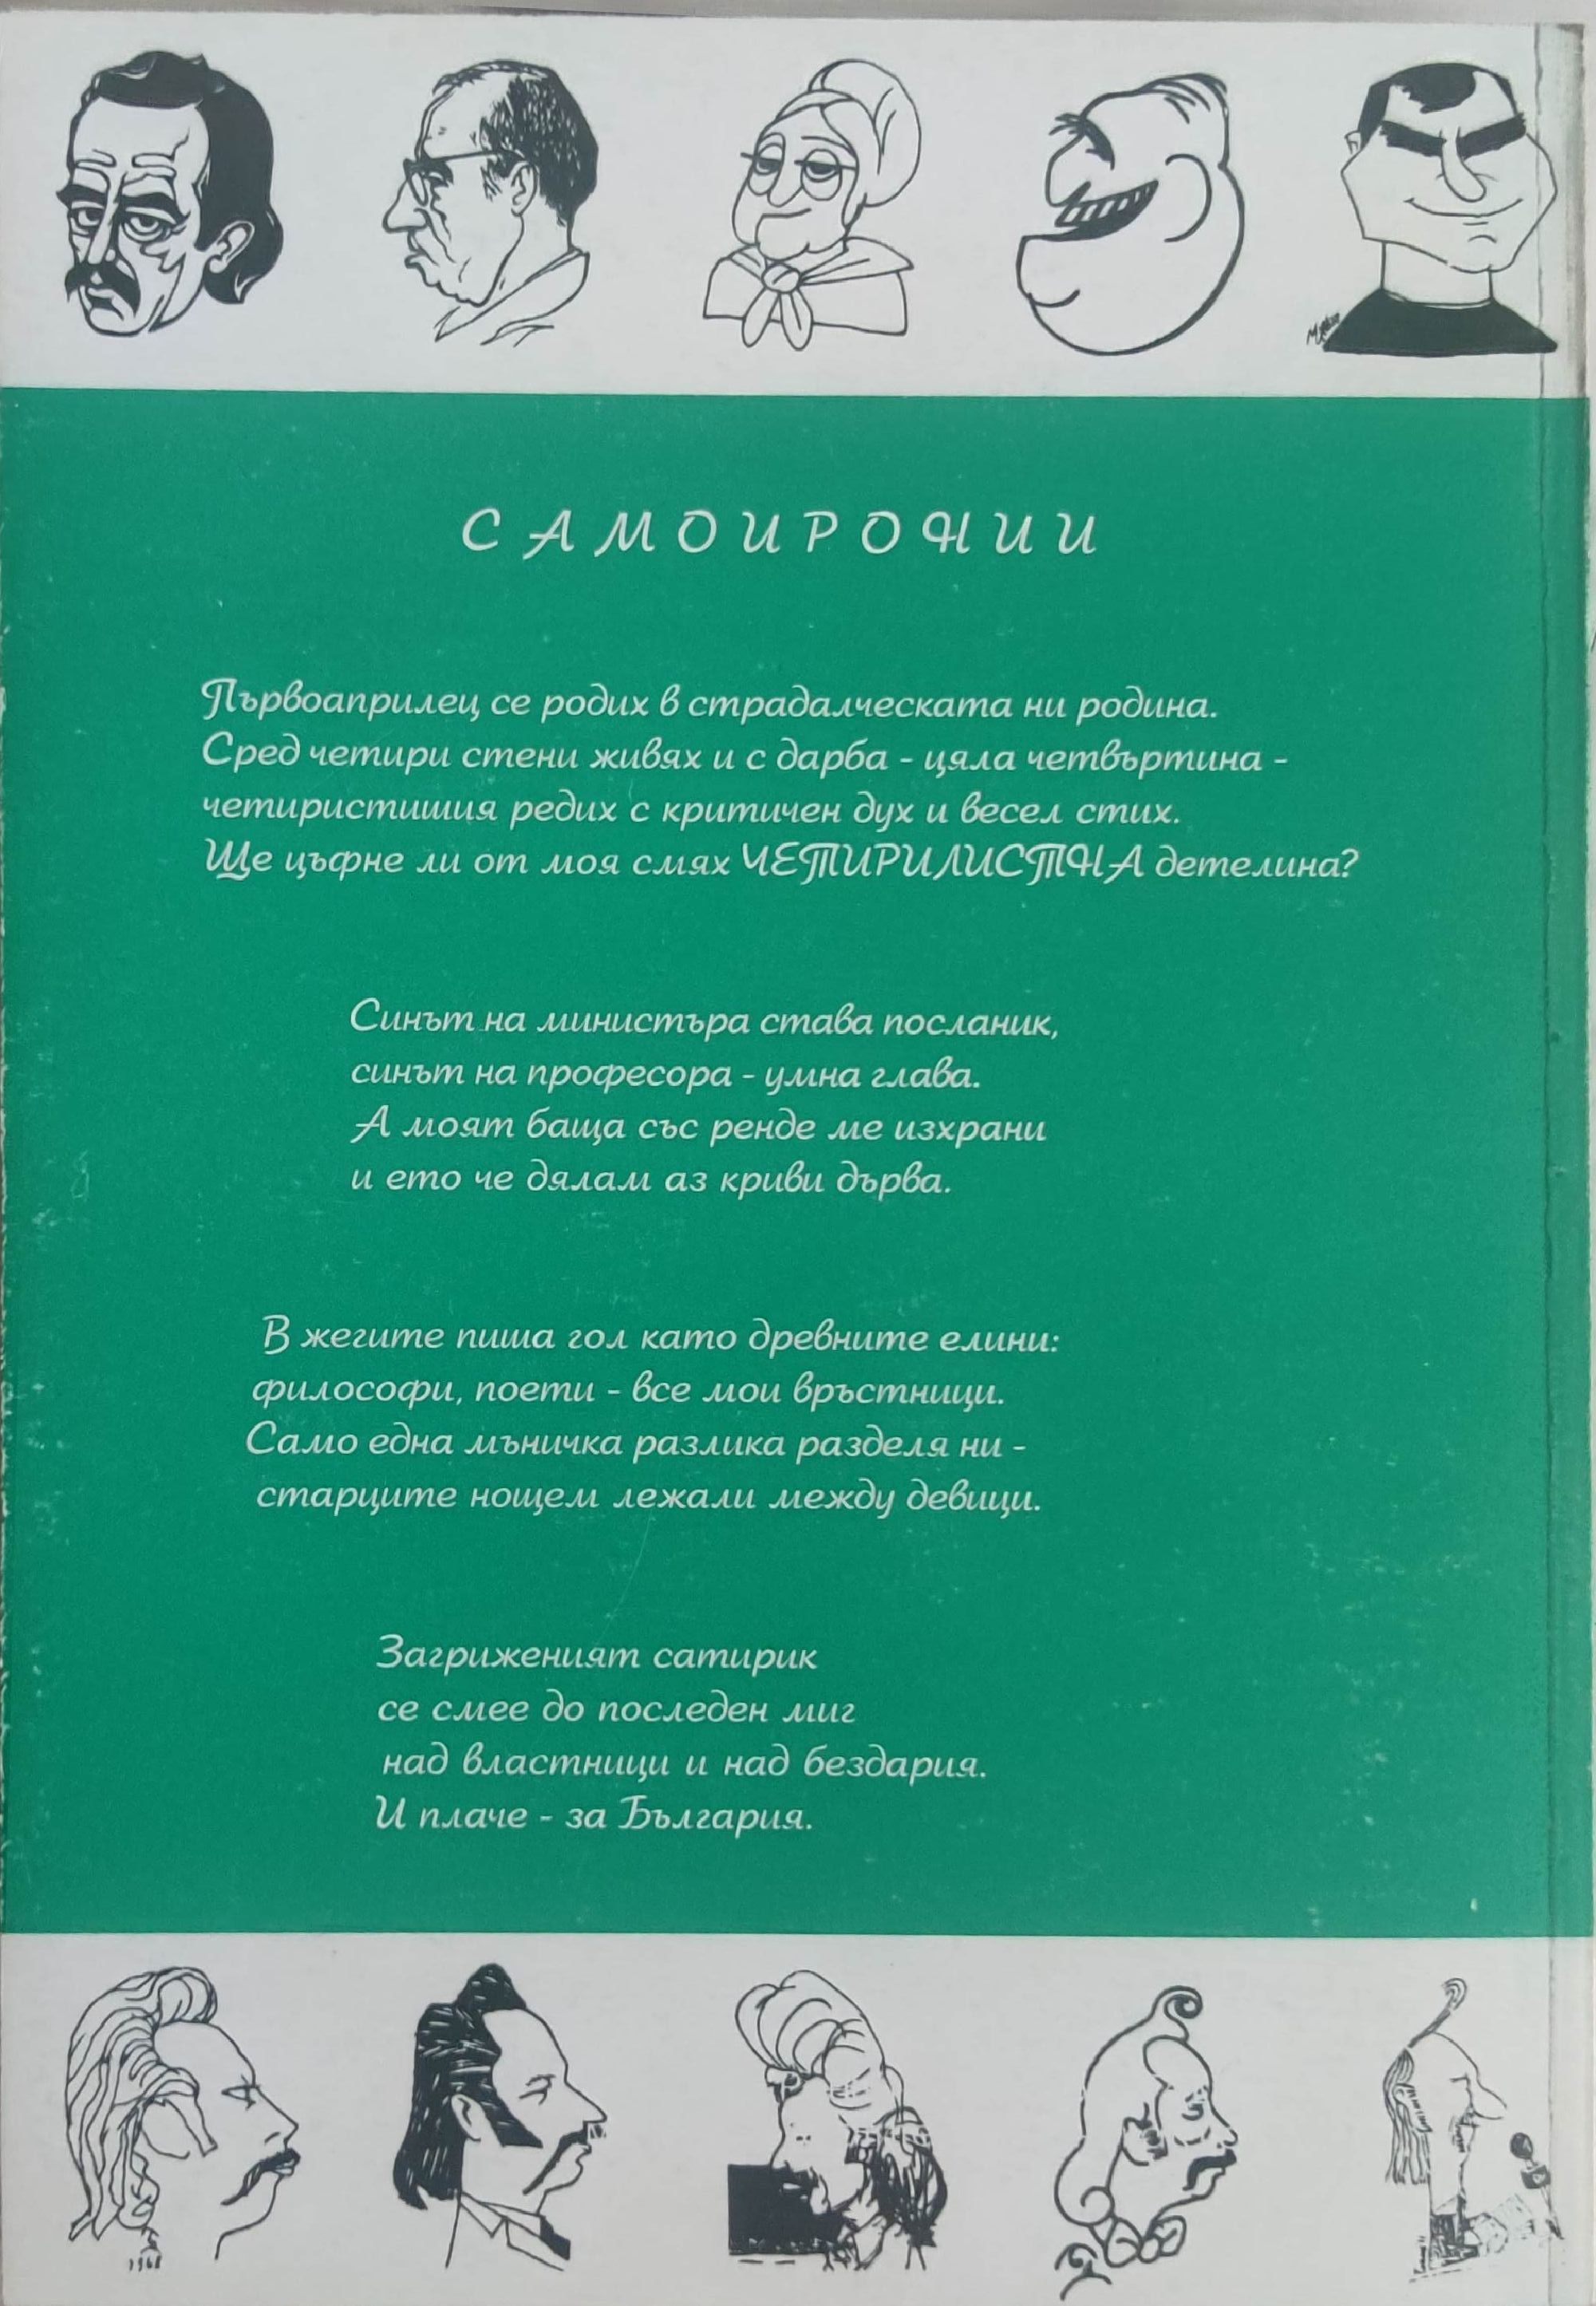 САМОИРОНИИ
Първоаприлец се родих в страдалческата ни родина.
Сред четири стени живях и с дарба - цяла четвъртина -
четиристишия редих с критичен дух и весел стих.
Ще цъфне ли от моя смях ЧЕТИРИЛИСТНА детелина?
Синът на министъра става посланик,
синът на професора - умна глава.
А моят баща със ренде ме изхрани
и ето че дялам аз криви дърва.
В жегите пиша гол като древните елини:
философи, поети - все мои връстници.
Само една мъничка разлика разделя ни -
старците нощем лежали между девици.
Загриженият сатирик
се смее до последен миг
над властници и над бездария.
И плаче - за България.
1968